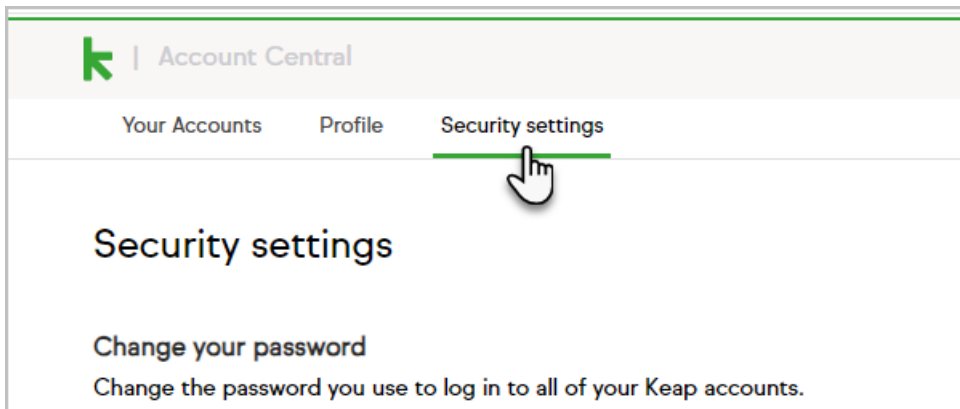 | Account Central
Your Accounts Profile Security settings
Security settings
Change your password
Change the password you use to log in to all of your Keap accounts.